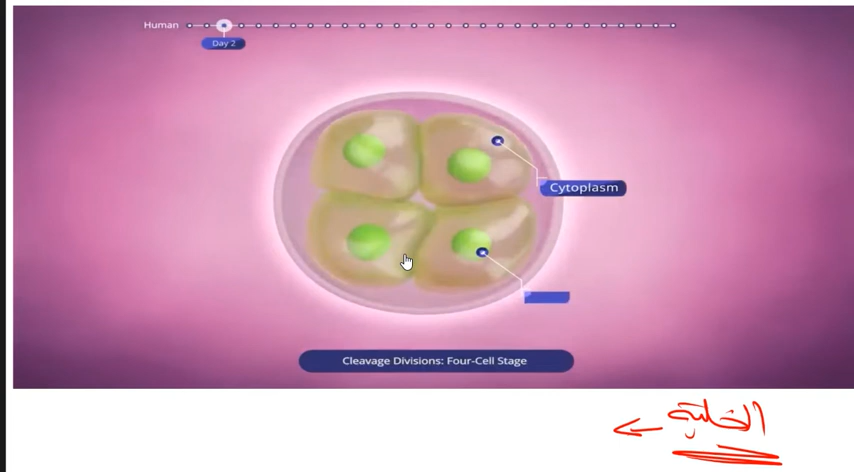 Human
Day 2
Cytoplasm
Cleavage Divisions: Four-Cell Stage
الخلية